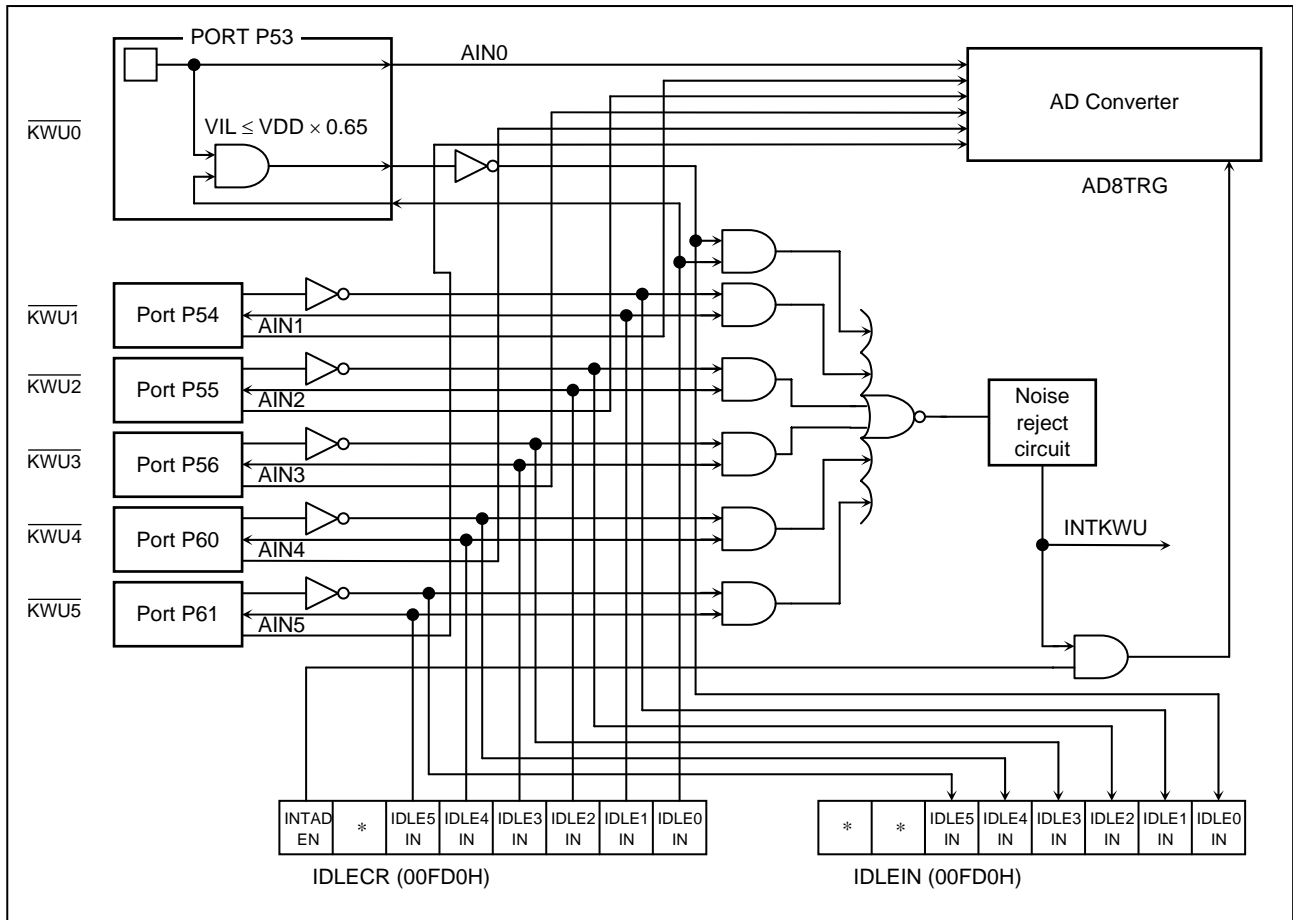 PORT P53
AIN0
AD Converter
KWU0
VIL ≤ VDD × 0.65
AD8TRG
KWU1
Port P54
AIN1
KWU2
Port P55
AIN2
KWU3
Port P56
AIN3
KWU4
Port P60
AIN4
KWU5
Port P61
AIN5
Noise
reject
circuit
INTKWU
INTAD
EN
*
IDLE5
IN
IDLE4
IN
IDLE3
IN
IDLE2
IN
IDLE1
IN
IDLE0
IN
IDLECR (00FD0H)
*
*
IDLE5
IN
IDLE4
IN
IDLE3
IN
IDLE2
IN
IDLE1
IN
IDLE0
IN
IDLEIN (00FD0H)